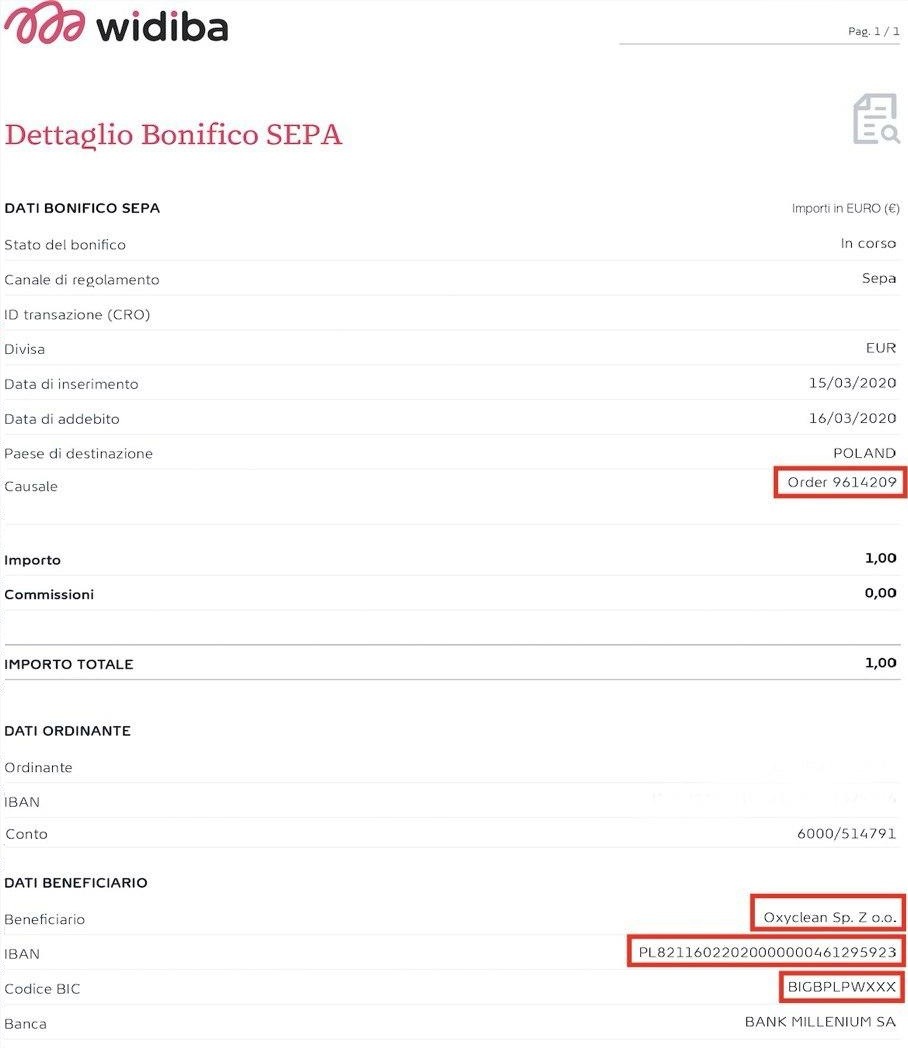 widiba
Pag. 1 / 1
Dettaglio Bonifico SEPA
DATI BONIFICO SEPA Importi in EURO (€)
Stato del bonifico In corso
Canale di regolamento Sepa
ID transazione (CRO)
Divisa EUR
Data di inserimento 15/03/2020
Data di addebito 16/03/2020
Paese di destinazione POLAND
Causale Order 9614209
Importo 1,00
Commissioni 0,00
IMPORTO TOTALE 1,00
DATI ORDINANTE
Ordinante
IBAN
Conto 6000/514791
DATI BENEFICIARIO
Beneficiario Oxyclean Sp. Z o.o.
IBAN PL82116022020000000461295923
Codice BIC BIGBPLPWXXX
Banca BANK MILLENIUM SA